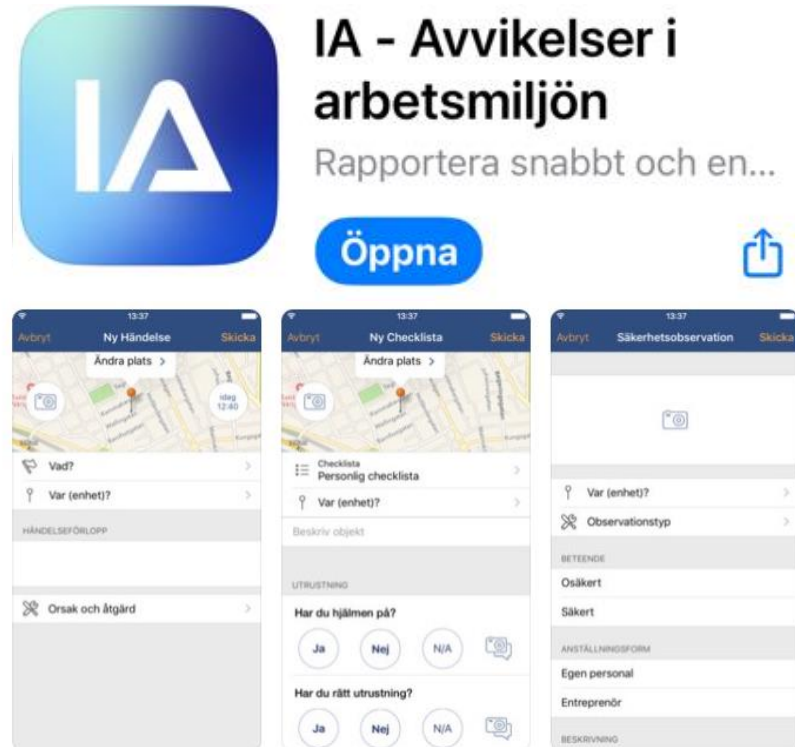 IA
IA - Avvikelser i
arbetsmiljön
Rapportera snabbt och en...
Öppna
13:37
Avbryt Ny Händelse Skicka
Ändra plats >
Idag
12:40
Vad?
Var (enhet)?
HÄNDELSEFÖRLOPP
Orsak och åtgärd
13:37
Avbryt Ny Checklista Skicka
Ändra plats >
Checklista
Personlig checklista
Var (enhet)?
Beskriv objekt
UTRUSTNING
Har du hjälmen på?
Ja Nej N/A
Har du rätt utrustning?
Ja Nej N/A
13:37
Avbryt Säkerhetsobservation Skicka
Var (enhet)?
Observationstyp
BETEENDE
Osäkert
Säkert
ANSTÄLLNINGSFORM
Egen personal
Entreprenör
BESKRIVNING